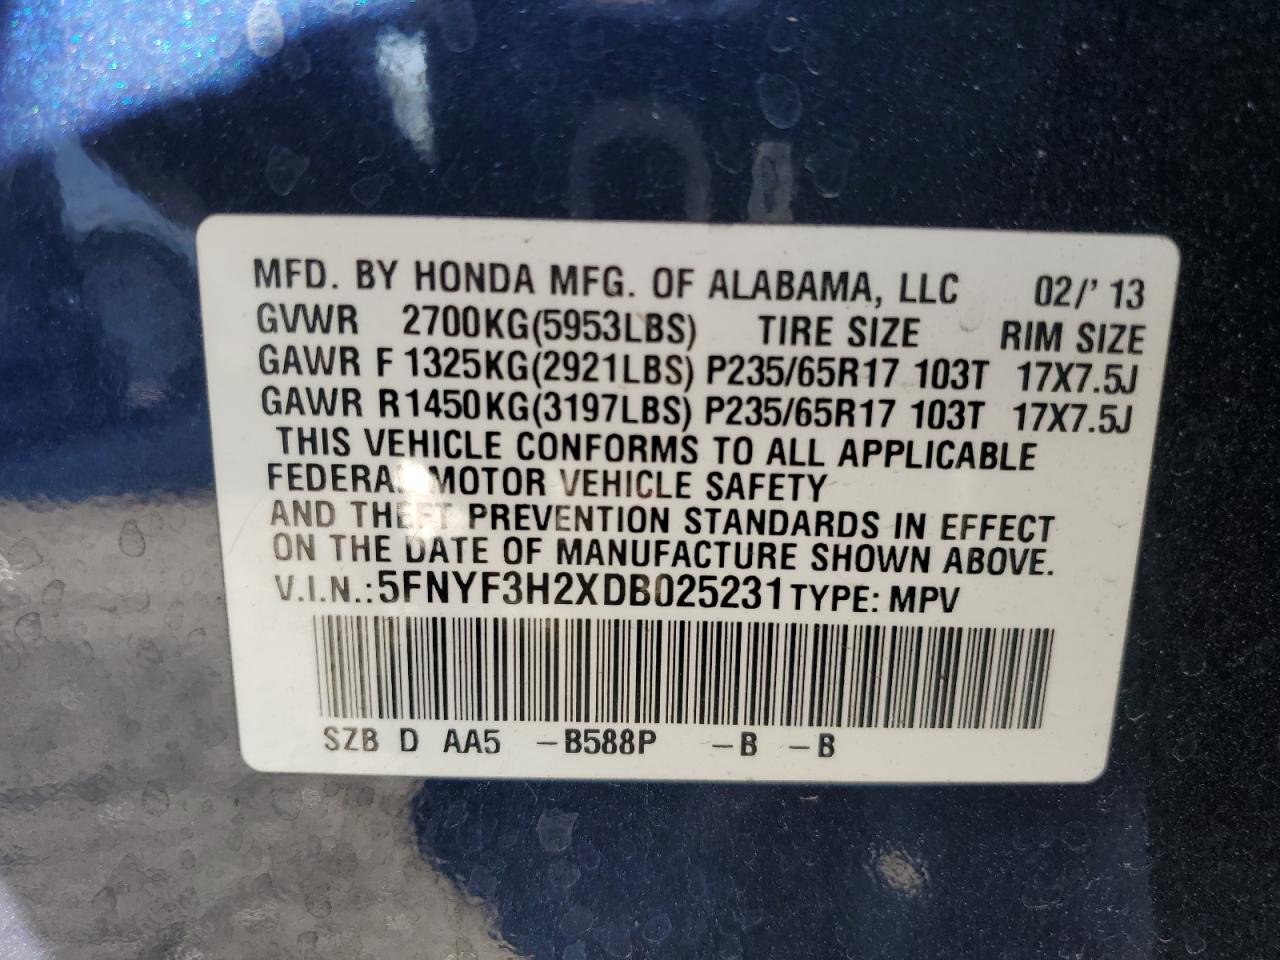 MFD. BY HONDA MFG. OF ALABAMA, LLC 02/' 13
GVWR 2700KG(5953LBS) TIRE SIZE RIM SIZE
GAWR F 1325KG(2921LBS) P235/65R17 103T 17X7.5J
GAWR R 1450KG(3197LBS) P235/65R17 103T 17X7.5J
THIS VEHICLE CONFORMS TO ALL APPLICABLE
FEDERAL MOTOR VEHICLE SAFETY
AND THEFT PREVENTION STANDARDS IN EFFECT
ON THE DATE OF MANUFACTURE SHOWN ABOVE.
V.I.N.: 5FNYF3H2XDB025231 TYPE: MPV
SZB D AA5 -B588P -B -B